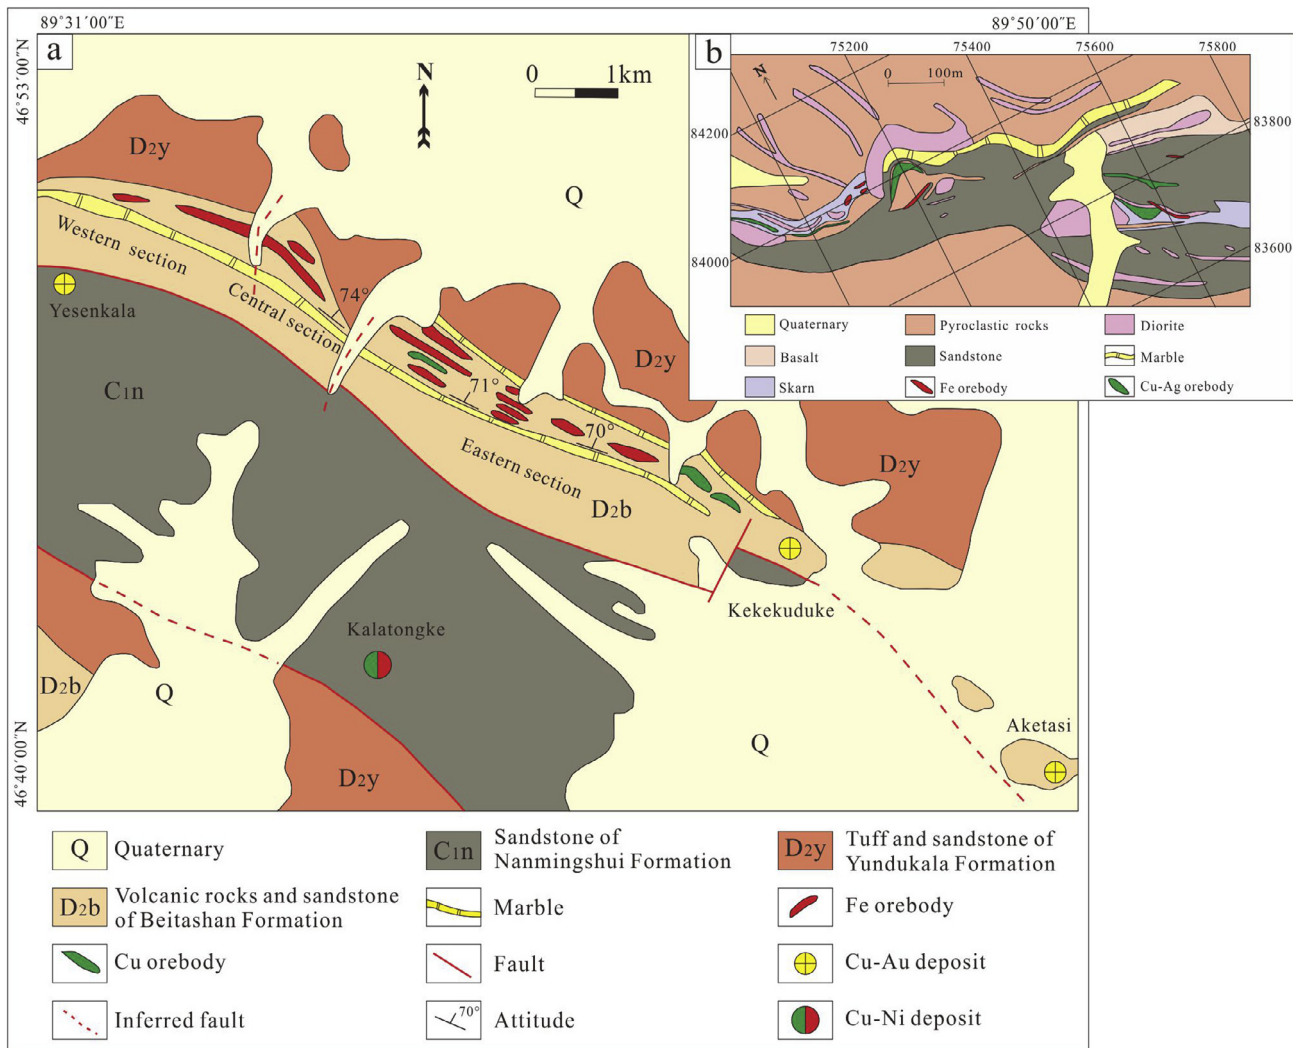 89°31´00″E
89°50´00″E
46°53´00″N
46°40´00″N
a
N
0 1km
D2y
Q
Western section
Central section
74°
Yesenkala
C1n
71°
70°
Eastern section
D2b
D2y
D2y
Kekekuduke
Kalatongke
D2b
Q
D2y
Q
Aketasi
b
75200 75400 75600 75800
N
0 100m
84200
84000
83800
83600
Quaternary
Pyroclastic rocks
Diorite
Basalt
Sandstone
Marble
Skarn
Fe orebody
Cu-Ag orebody
Q Quaternary
C1n Sandstone of
Nanmingshui Formation
D2y Tuff and sandstone of
Yundukala Formation
D2b Volcanic rocks and sandstone
of Beitashan Formation
Marble
Fe orebody
Cu orebody
Fault
Cu-Au deposit
Inferred fault
70° Attitude
Cu-Ni deposit